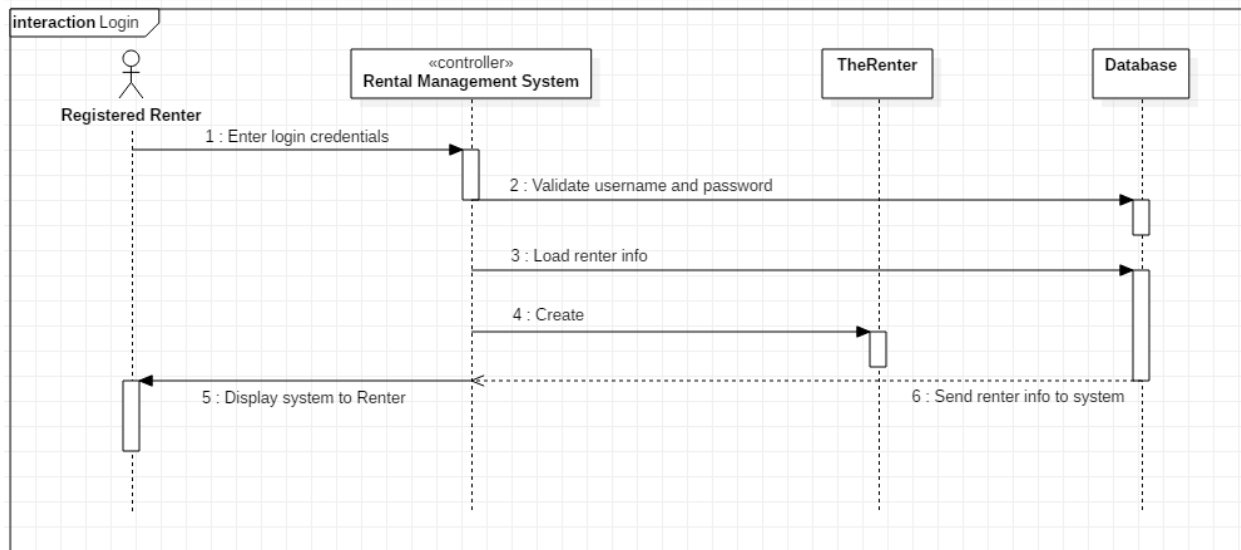 interaction Login
«controller»
Rental Management System
TheRenter
Database
Registered Renter
1 : Enter login credentials
2 : Validate username and password
3 : Load renter info
4 : Create
5 : Display system to Renter
6 : Send renter info to system